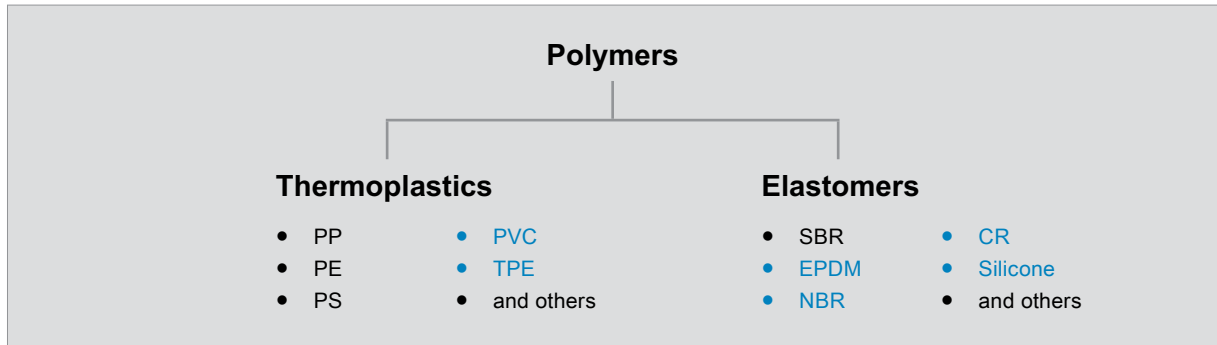 Polymers
Thermoplastics
• PP
• PE
• PS
• PVC
• TPE
• and others
Elastomers
• SBR
• EPDM
• NBR
• CR
• Silicone
• and others